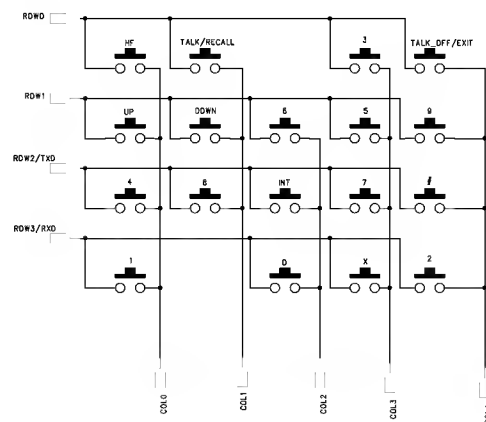 ROW0
HF TALK/RECALL 3 TALK_OFF/EXIT
ROW1
UP DOWN 6 5 9
ROW2/TXD
4 8 INT 7 #
ROW3/RXD
1 0 X 2
COL0 COL1 COL2 COL3